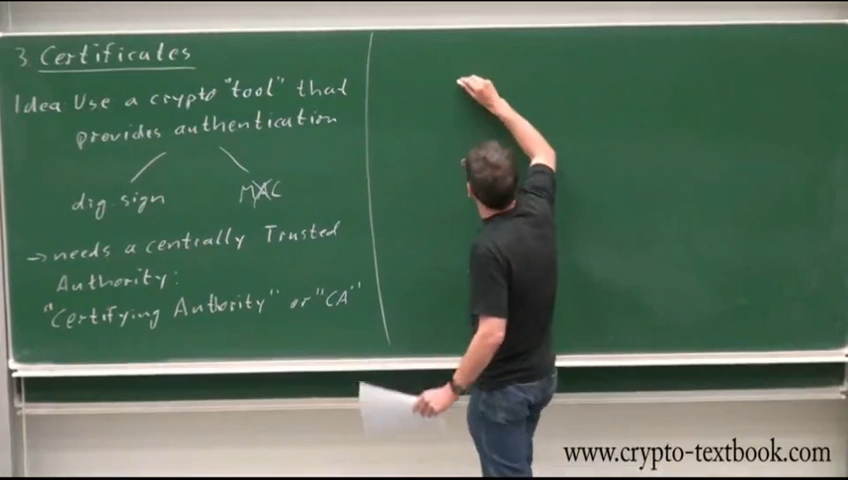 3. Certificates
Idea: Use a crypto "tool" that
provides authentication
dig. sign MAC
→ needs a centrally Trusted
Authority:
"Certifying Authority" or "CA"
www.crypto-textbook.com